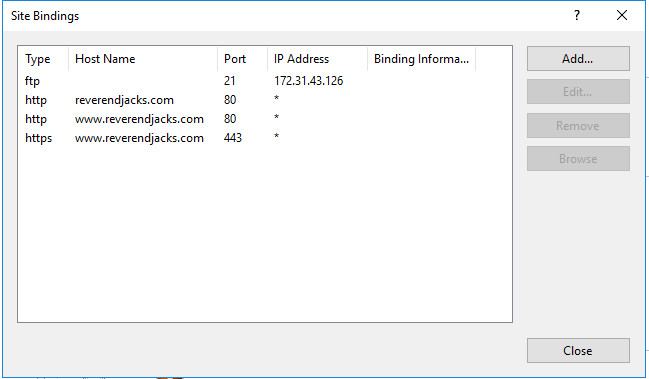 Site Bindings
?
Type Host Name Port IP Address Binding Informa...
ftp 21 172.31.43.126
http reverendjacks.com 80 *
http www.reverendjacks.com 80 *
https www.reverendjacks.com 443 *
Add...
Edit...
Remove
Browse
Close